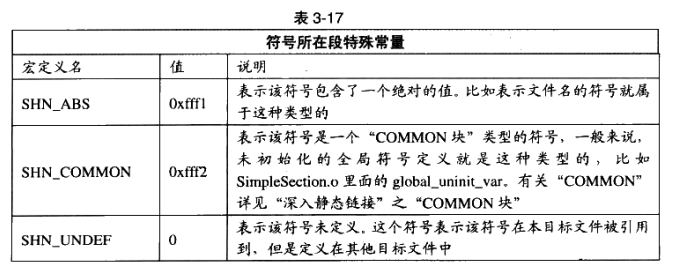 表 3-17
符号所在段特殊常量
宏定义名 值 说明
SHN_ABS 0xfff1 表示该符号包含了一个绝对的值。比如表示文件名的符号就属
于这种类型的
SHN_COMMON 0xfff2 表示该符号是一个“COMMON 块”类型的符号，一般来说，
未初始化的全局符号定义就是这种类型的，比如
SimpleSection.o 里面的 global_uninit_var。有关“COMMON”
详见“深入静态链接”之“COMMON 块”
SHN_UNDEF 0 表示该符号未定义。这个符号表示该符号在本目标文件被引用
到，但是定义在其他目标文件中